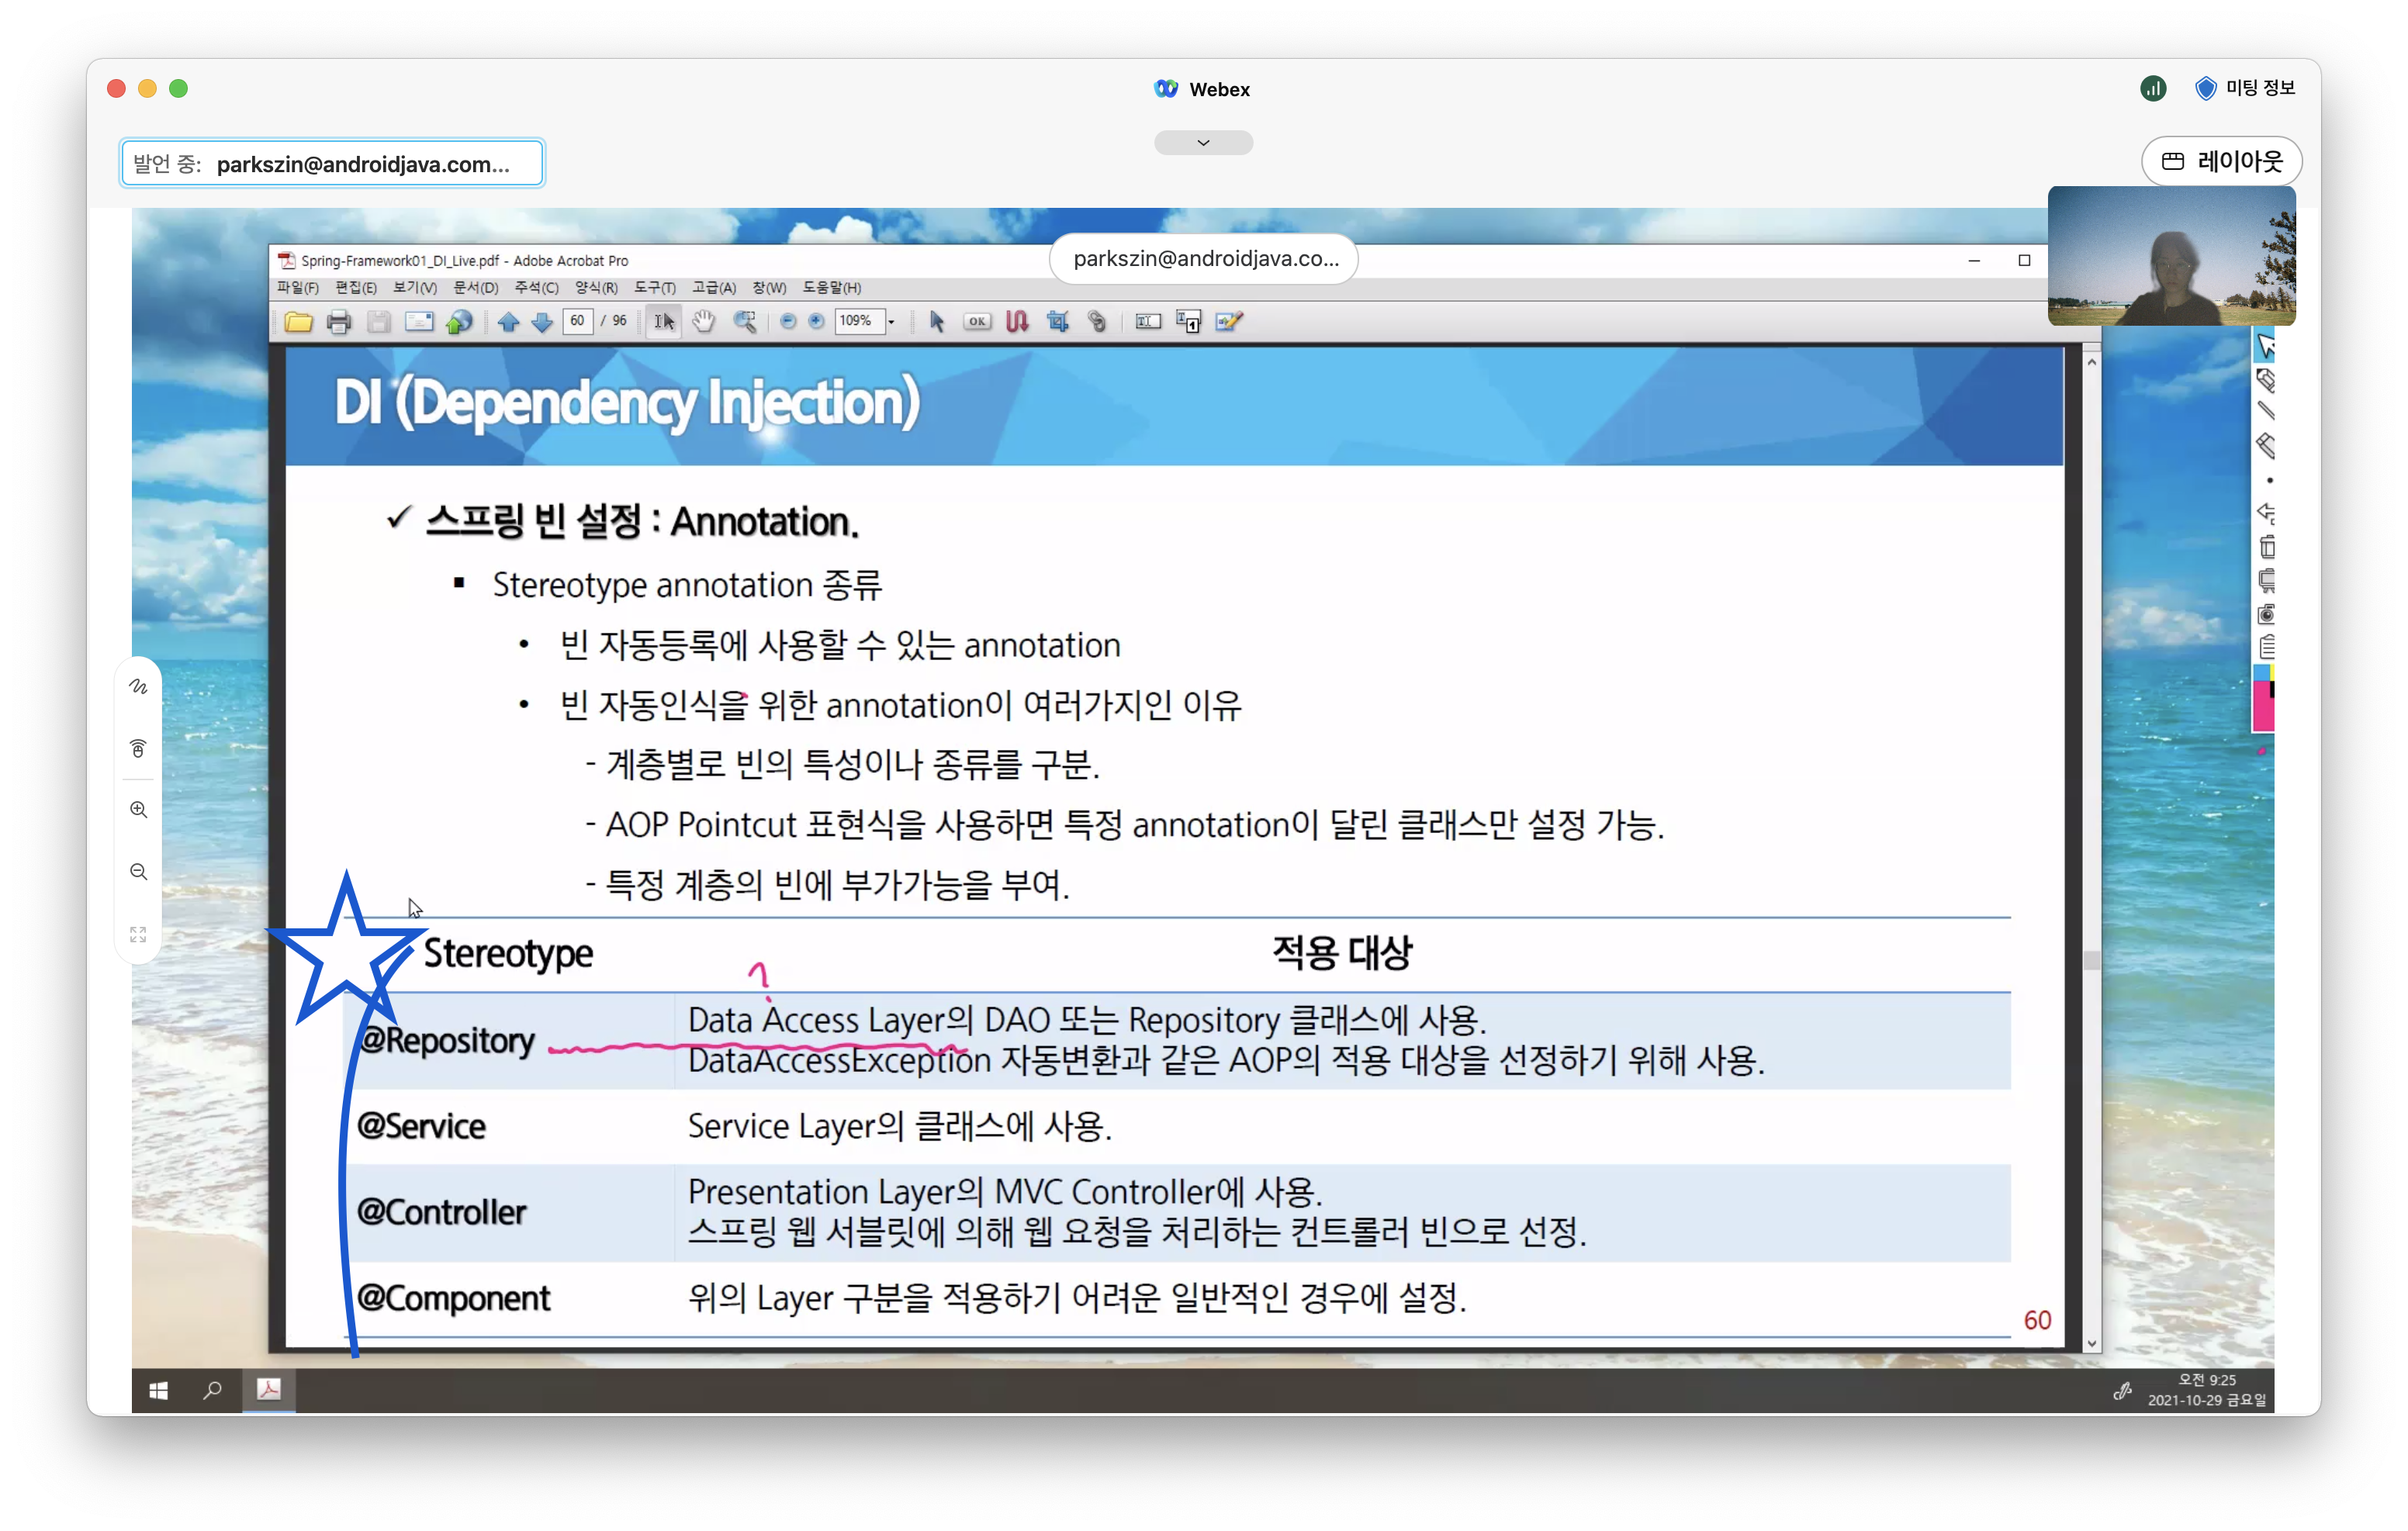 Webex
미팅 정보
발언 중: parkszin@androidjava.com...
레이아웃
Spring-Framework01_DI_Live.pdf - Adobe Acrobat Pro
parkszin@androidjava.co...
파일(F) 편집(E) 보기(V) 문서(D) 주석(C) 양식(R) 도구(T) 고급(A) 창(W) 도움말(H)
60 / 96 109% OK
DI (Dependency Injection)
✓ 스프링 빈 설정 : Annotation.
▪ Stereotype annotation 종류
• 빈 자동등록에 사용할 수 있는 annotation
• 빈 자동인식을 위한 annotation이 여러가지인 이유
- 계층별로 빈의 특성이나 종류를 구분.
- AOP Pointcut 표현식을 사용하면 특정 annotation이 달린 클래스만 설정 가능.
- 특정 계층의 빈에 부가가능을 부여.
Stereotype 적용 대상
@Repository Data Access Layer의 DAO 또는 Repository 클래스에 사용.
DataAccessException 자동변환과 같은 AOP의 적용 대상을 선정하기 위해 사용.
@Service Service Layer의 클래스에 사용.
@Controller Presentation Layer의 MVC Controller에 사용.
스프링 웹 서블릿에 의해 웹 요청을 처리하는 컨트롤러 빈으로 선정.
@Component 위의 Layer 구분을 적용하기 어려운 일반적인 경우에 설정.
60
오전 9:25
2021-10-29 금요일